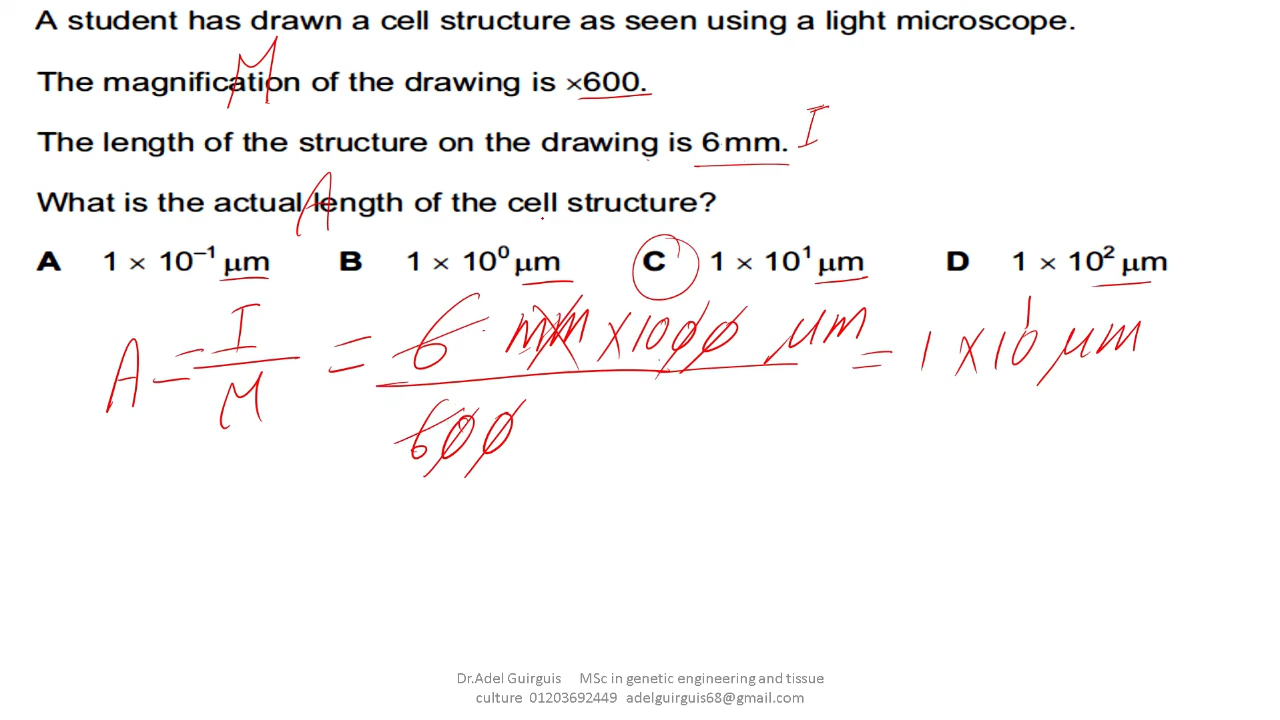 A student has drawn a cell structure as seen using a light microscope.
M
The magnification of the drawing is ×600.
The length of the structure on the drawing is 6 mm. I
A
What is the actual length of the cell structure?
A 1 × 10⁻¹ μm B 1 × 10⁰ μm C 1 × 10¹ μm D 1 × 10² μm
A = I/M = 6 mm × 1000 μm / 600 = 1 × 10¹ μm
Dr.Adel Guirguis MSc in genetic engineering and tissue
culture 01203692449 adelguirguis68@gmail.com